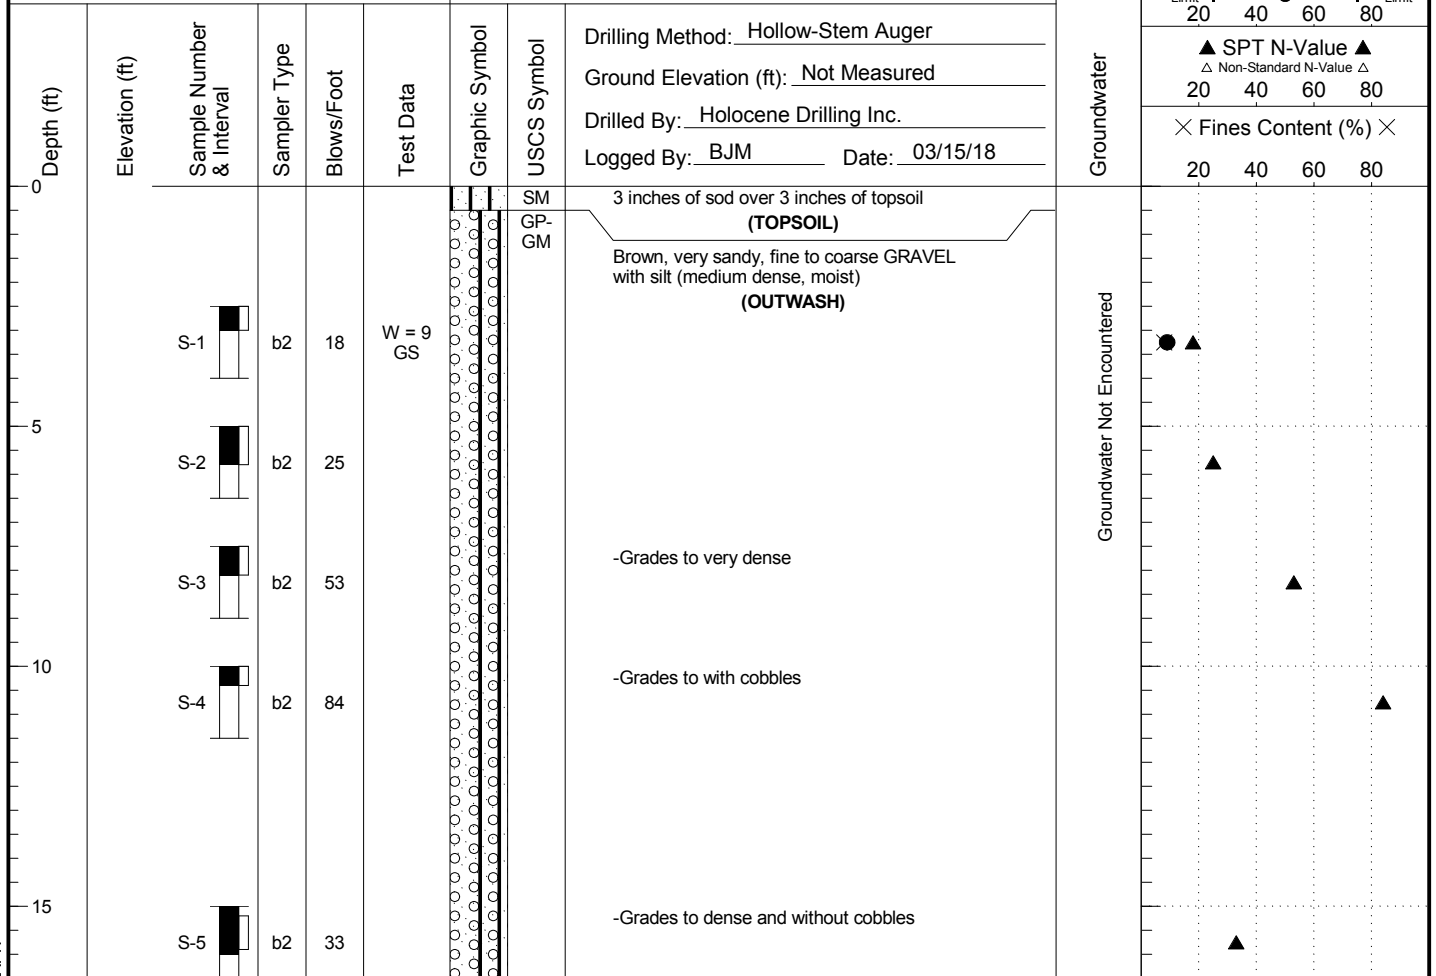 Limit Limit
20 40 60 80
▲ SPT N-Value ▲
△ Non-Standard N-Value △
20 40 60 80
× Fines Content (%) ×
20 40 60 80
Depth (ft)
Elevation (ft)
Sample Number
& Interval
Sampler Type
Blows/Foot
Test Data
Graphic Symbol
USCS Symbol
Drilling Method: Hollow-Stem Auger
Ground Elevation (ft): Not Measured
Drilled By: Holocene Drilling Inc.
Logged By: BJM Date: 03/15/18
Groundwater
0
SM 3 inches of sod over 3 inches of topsoil
(TOPSOIL)
GP-
GM
Brown, very sandy, fine to coarse GRAVEL
with silt (medium dense, moist)
(OUTWASH)
S-1 b2 18 W = 9
GS
Groundwater Not Encountered
5
S-2 b2 25
-Grades to very dense
S-3 b2 53
10
-Grades to with cobbles
S-4 b2 84
15
-Grades to dense and without cobbles
S-5 b2 33